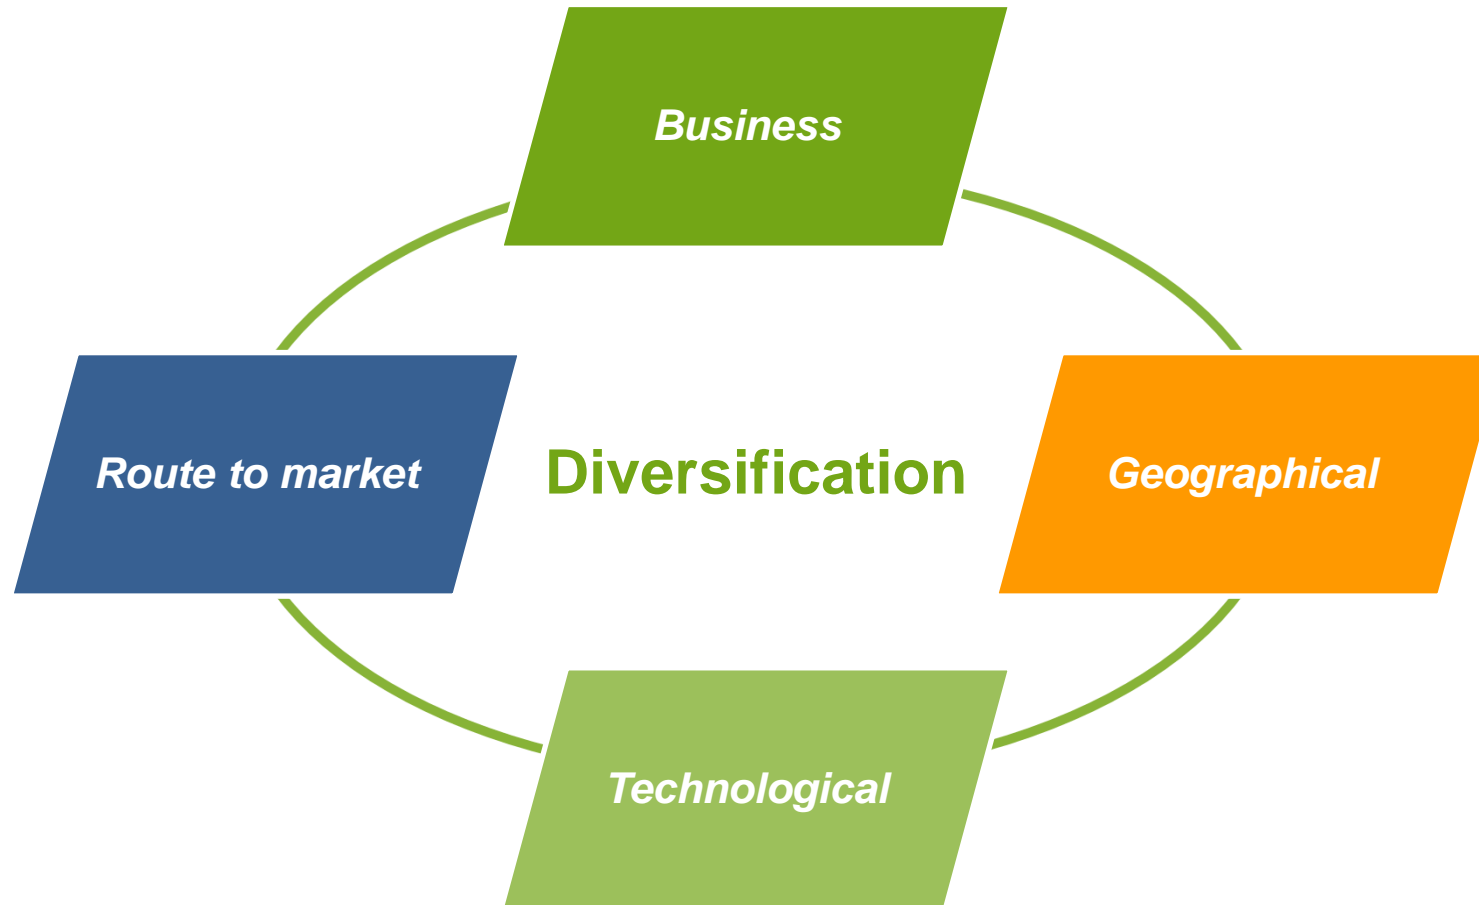 Business
Route to market
Diversification
Geographical
Technological